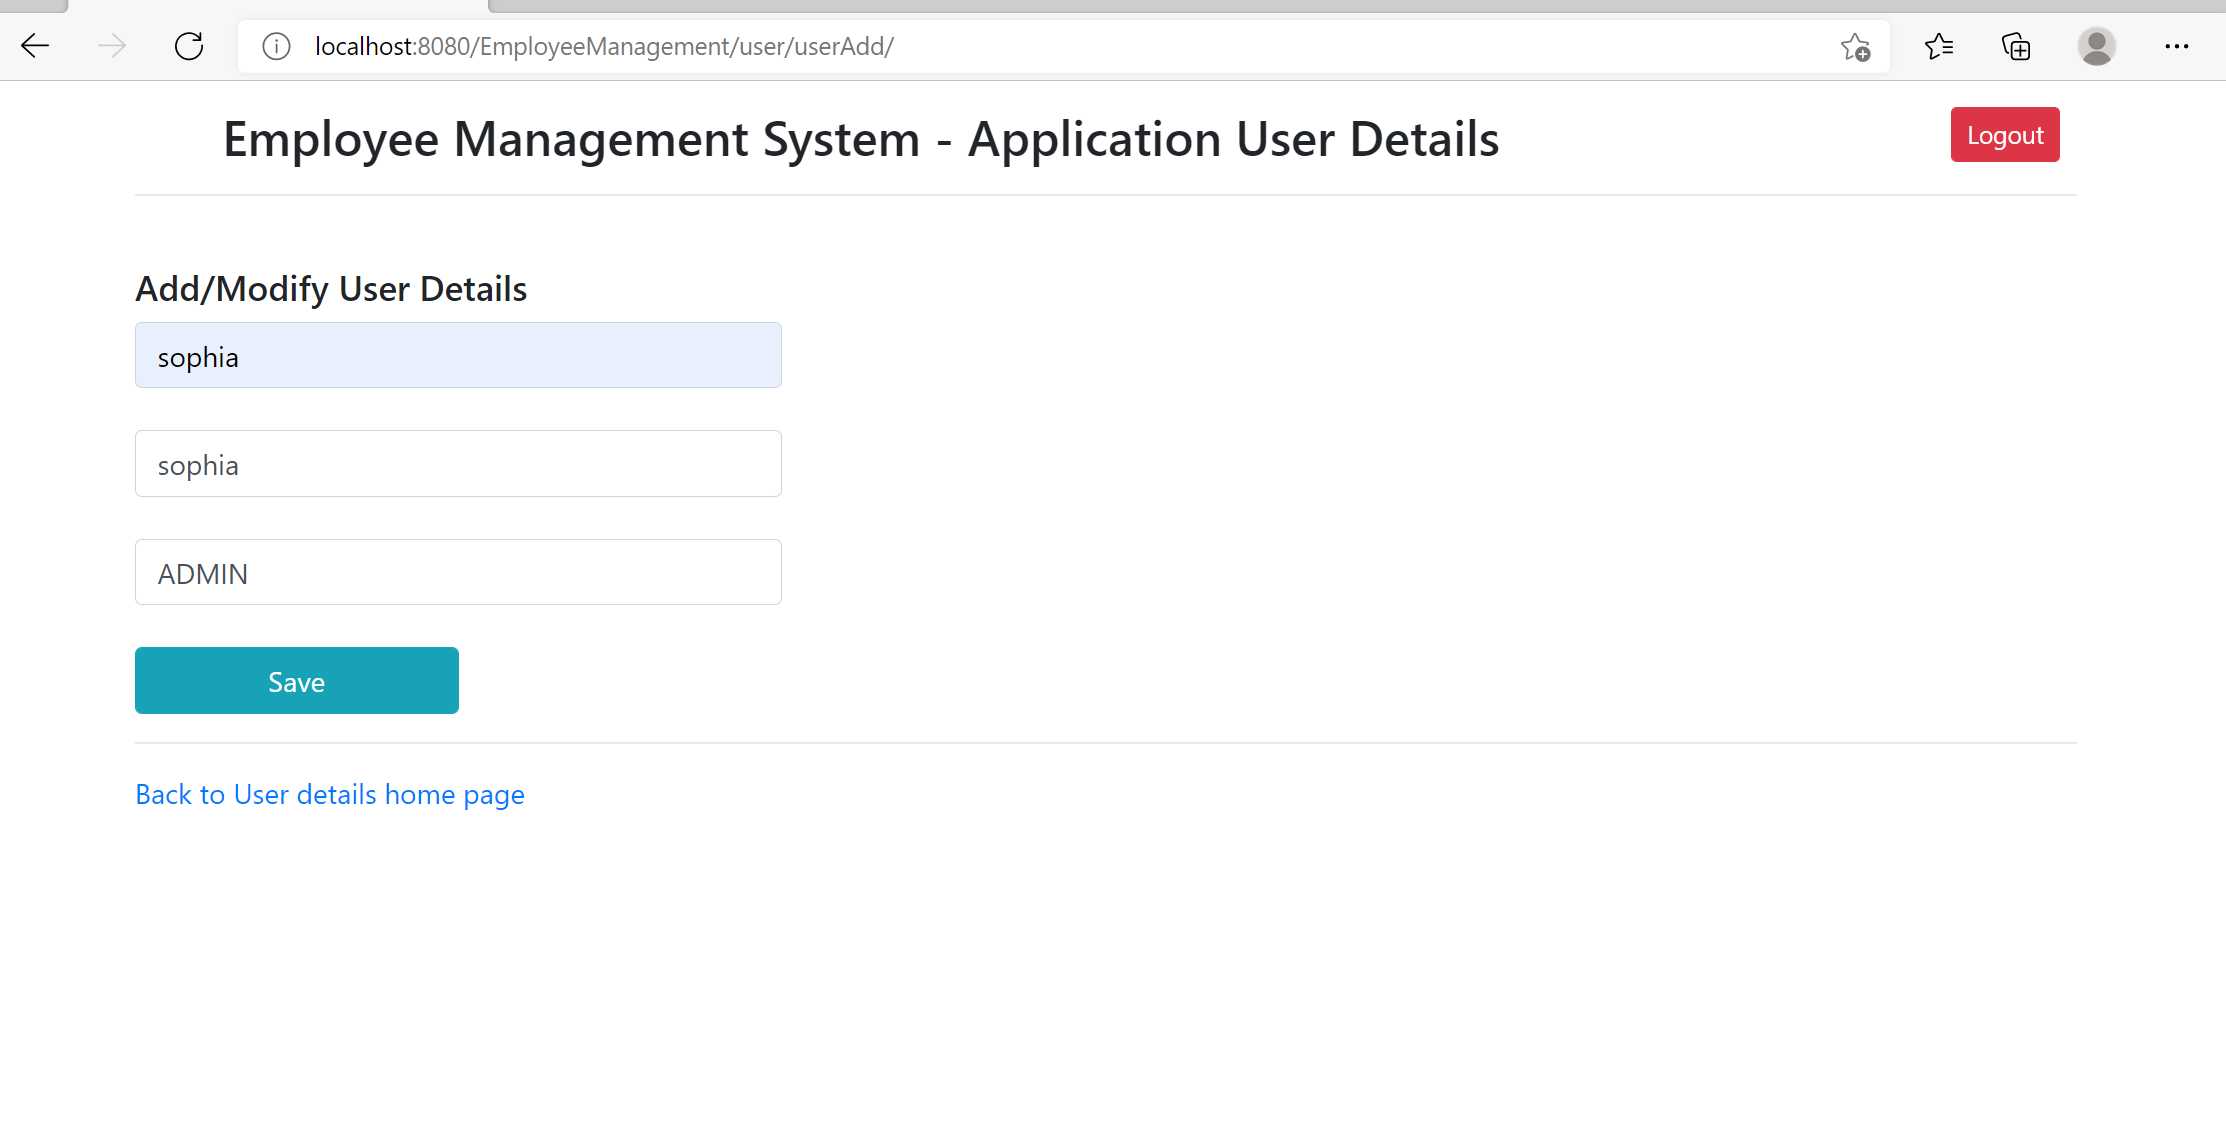 localhost:8080/EmployeeManagement/user/userAdd/
Employee Management System - Application User Details
Logout
Add/Modify User Details
sophia
sophia
ADMIN
Save
Back to User details home page